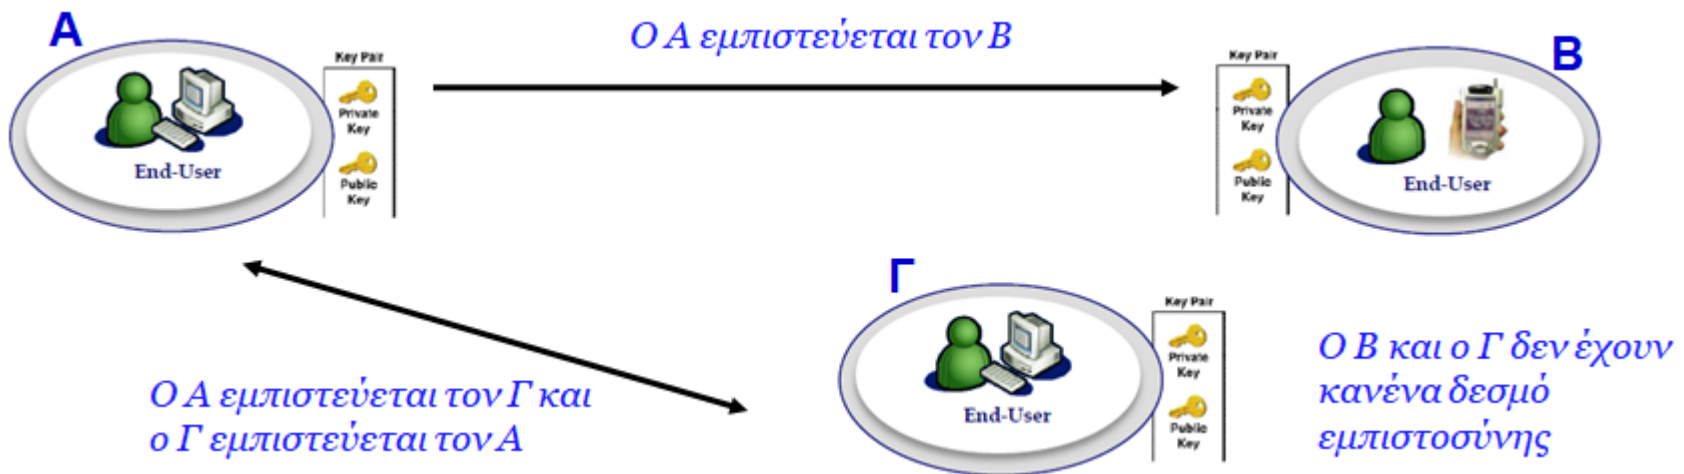 Α
Key Pair
Private
Key
Public
Key
End-User
Ο Α εμπιστεύεται τον Β
Key Pair
Private
Key
Public
Key
Β
End-User
Ο Α εμπιστεύεται τον Γ και
ο Γ εμπιστεύεται τον Α
Γ
End-User
Key Pair
Private
Key
Public
Key
Ο Β και ο Γ δεν έχουν
κανένα δεσμό
εμπιστοσύνης